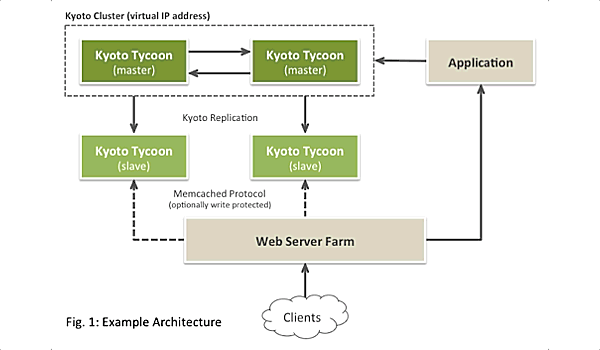 Kyoto Cluster (virtual IP address)
Kyoto Tycoon
(master)
Kyoto Tycoon
(master)
Application
Kyoto Replication
Kyoto Tycoon
(slave)
Kyoto Tycoon
(slave)
Memcached Protocol
(optionally write protected)
Web Server Farm
Clients
Fig. 1: Example Architecture